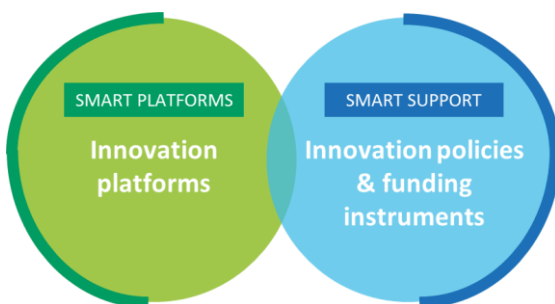 SMART PLATFORMS
Innovation
platforms
SMART SUPPORT
Innovation policies
& funding
instruments